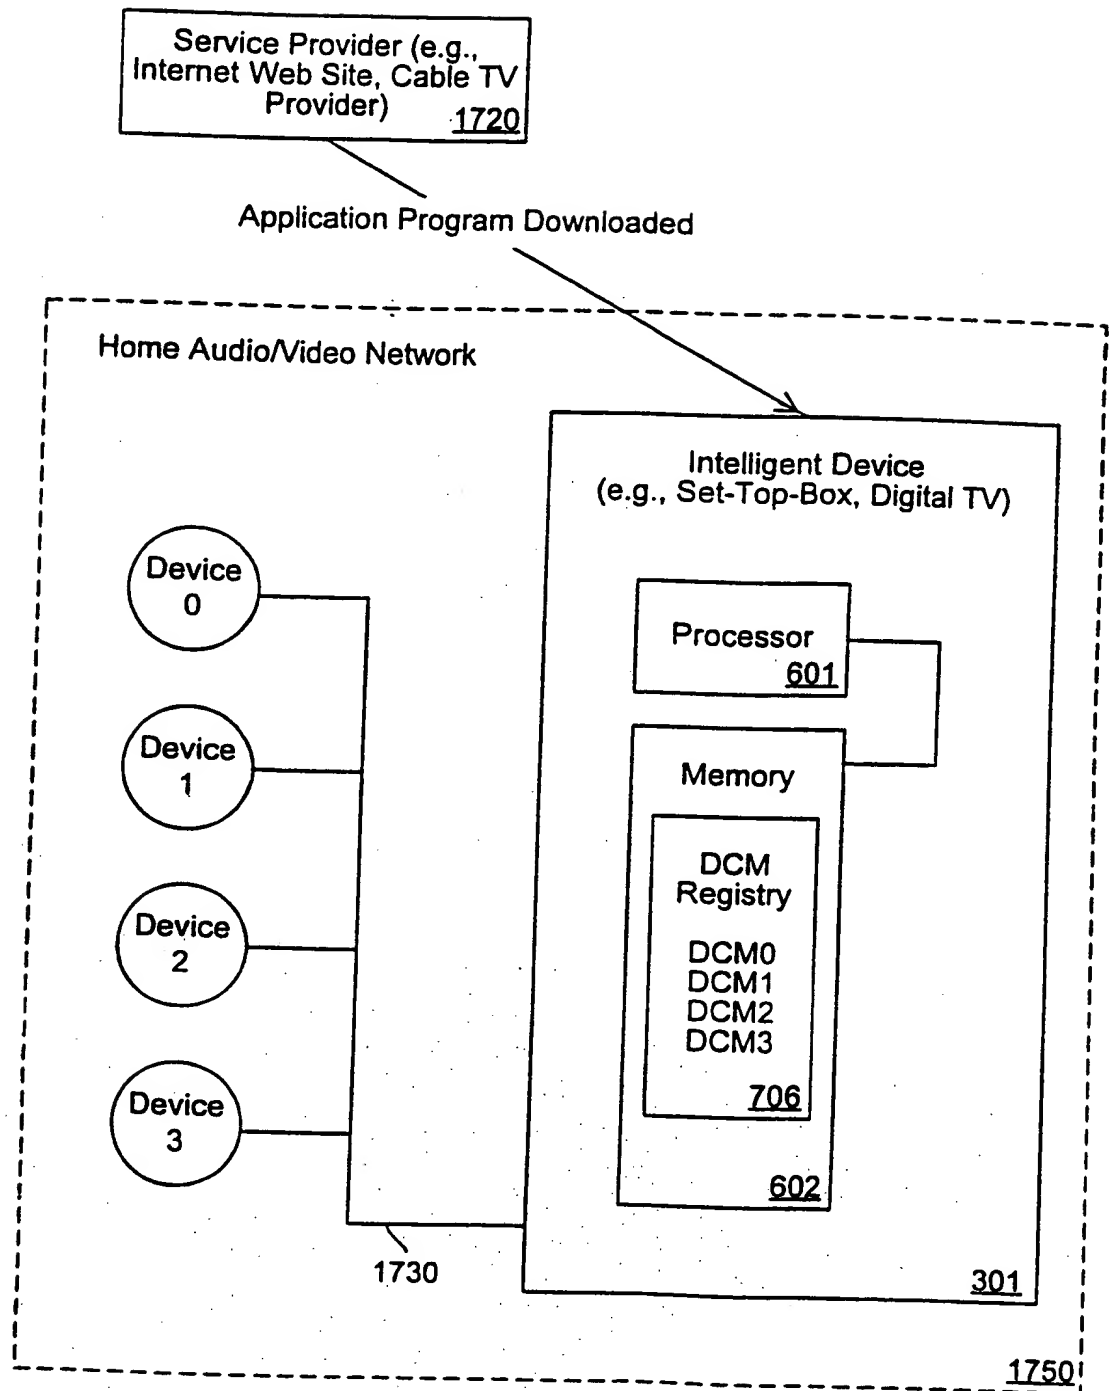 Service Provider (e.g.,
Internet Web Site, Cable TV
Provider)
1720
Application Program Downloaded
Home Audio/Video Network
Intelligent Device
(e.g., Set-Top-Box, Digital TV)
Device
0
Processor
601
Device
1
Memory
DCM
Registry
Device
2
DCM0
DCM1
DCM2
DCM3
706
Device
3
602
1730
301
1750